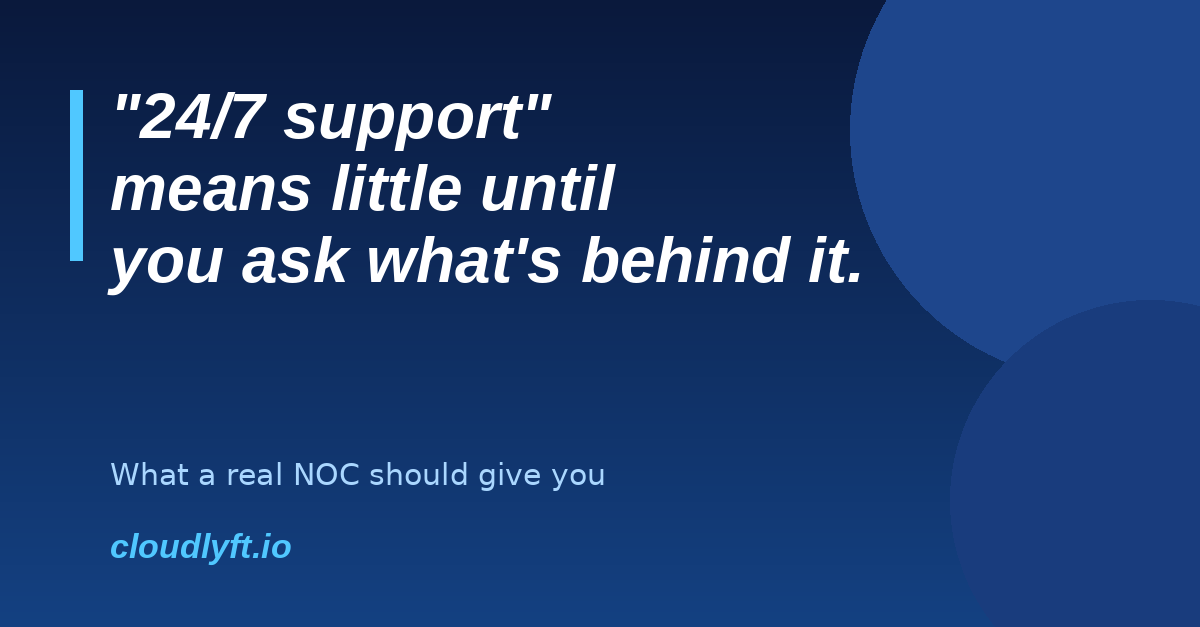 "24/7 support"
means little until
you ask what's behind it.
What a real NOC should give you
cloudlyft.io